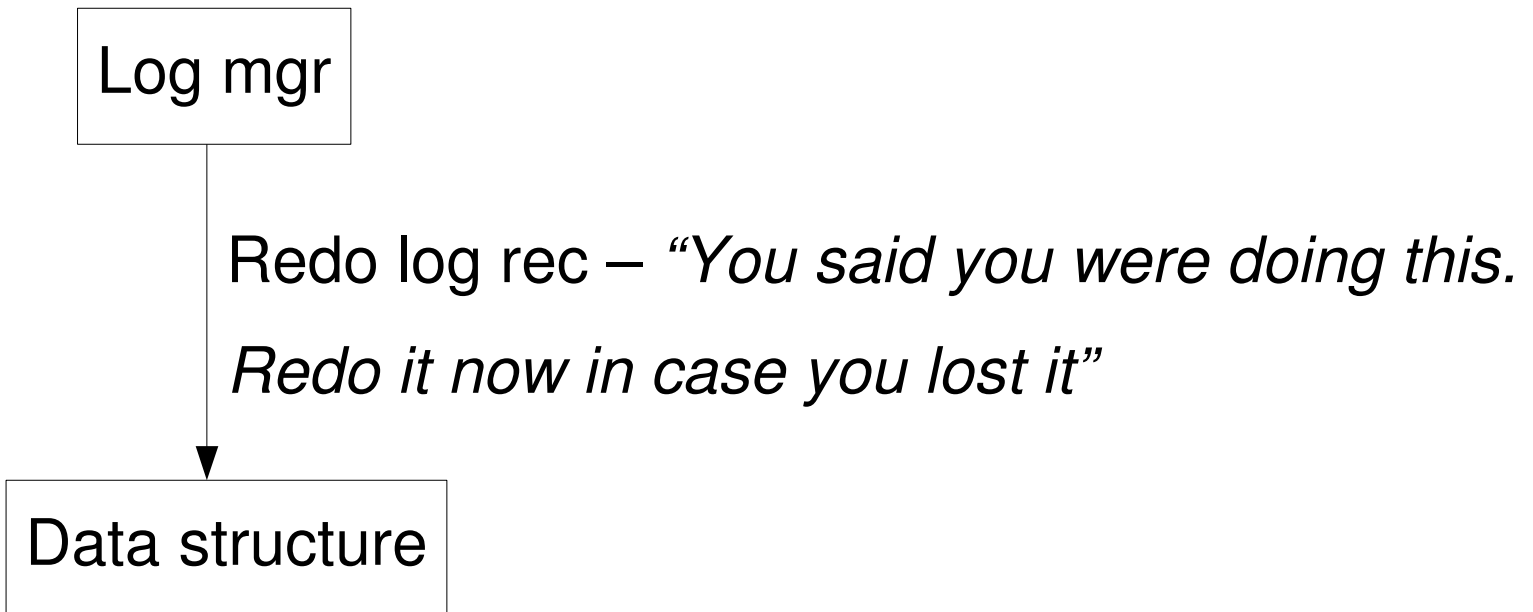 Log mgr
Redo log rec – “You said you were doing this.
Redo it now in case you lost it”
Data structure